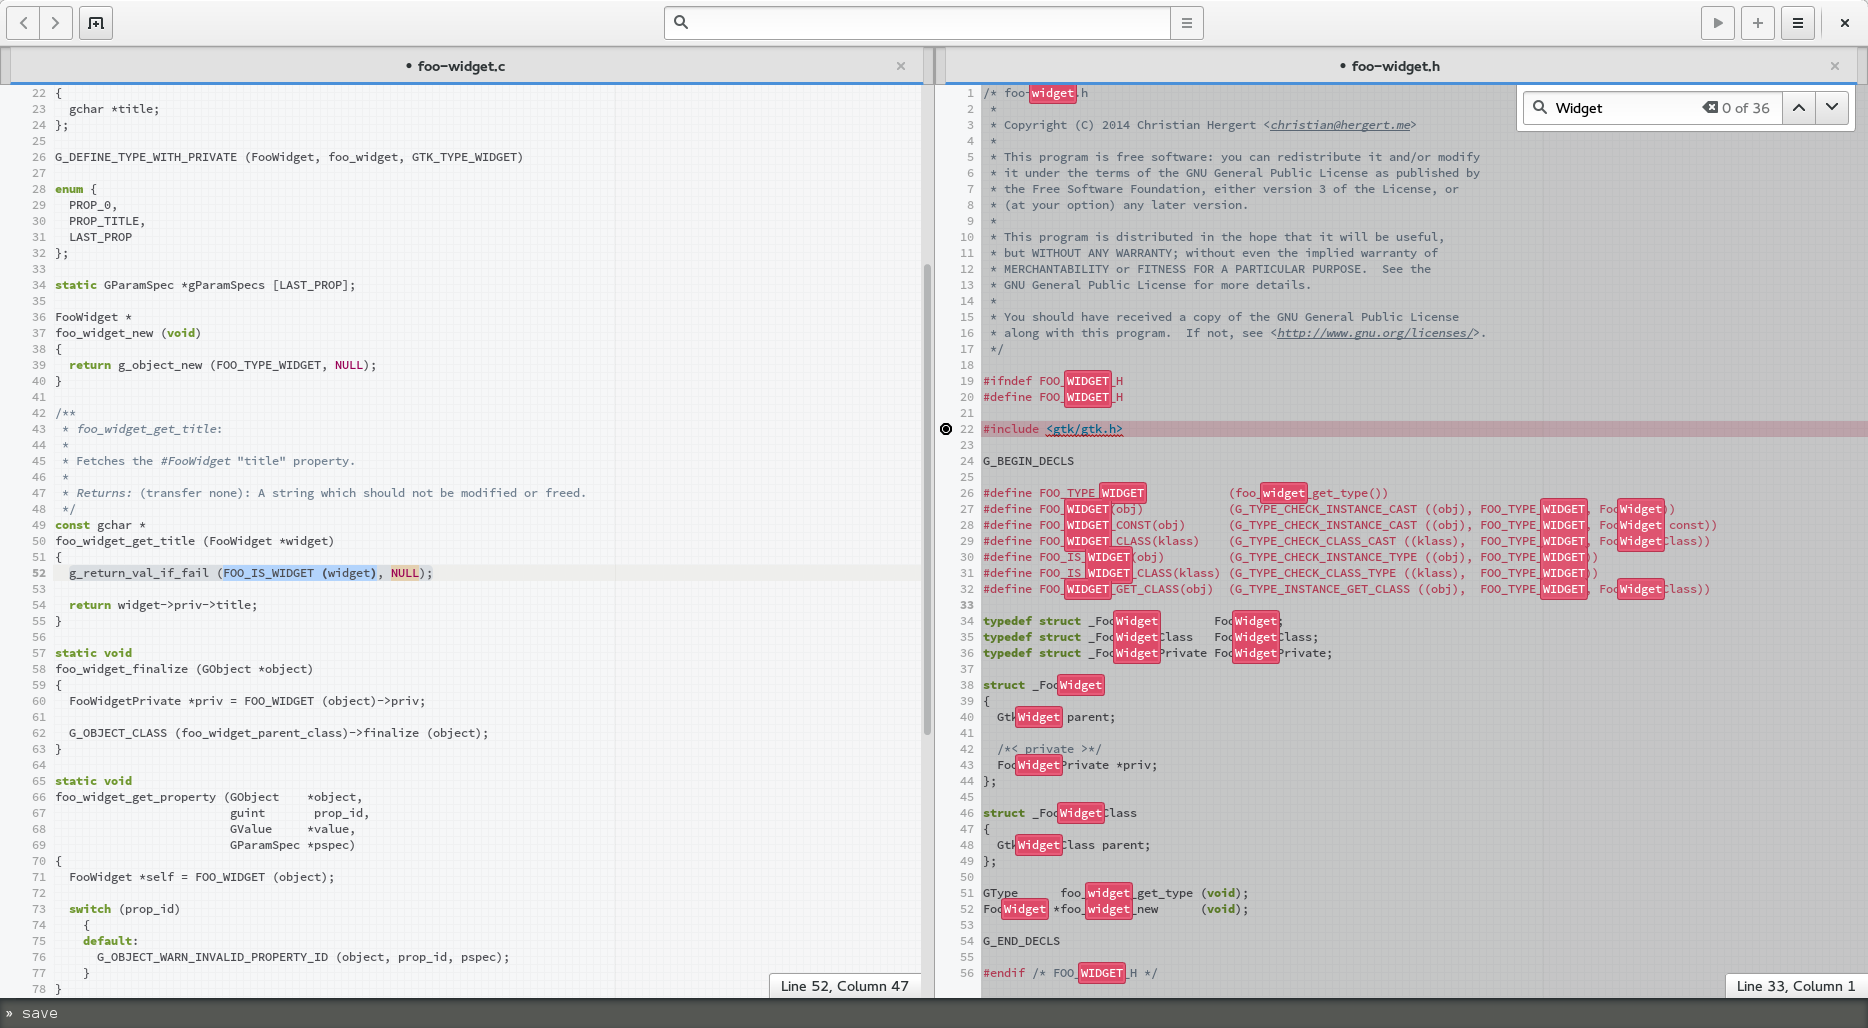 • foo-widget.c
• foo-widget.h
22 {
23   gchar *title;
24 };
25
26 G_DEFINE_TYPE_WITH_PRIVATE (FooWidget, foo_widget, GTK_TYPE_WIDGET)
27
28 enum {
29   PROP_0,
30   PROP_TITLE,
31   LAST_PROP
32 };
33
34 static GParamSpec *gParamSpecs [LAST_PROP];
35
36 FooWidget *
37 foo_widget_new (void)
38 {
39   return g_object_new (FOO_TYPE_WIDGET, NULL);
40 }
41
42 /**
43  * foo_widget_get_title:
44  *
45  * Fetches the #FooWidget "title" property.
46  *
47  * Returns: (transfer none): A string which should not be modified or freed.
48  */
49 const gchar *
50 foo_widget_get_title (FooWidget *widget)
51 {
52   g_return_val_if_fail (FOO_IS_WIDGET (widget), NULL);
53
54   return widget->priv->title;
55 }
56
57 static void
58 foo_widget_finalize (GObject *object)
59 {
60   FooWidgetPrivate *priv = FOO_WIDGET (object)->priv;
61
62   G_OBJECT_CLASS (foo_widget_parent_class)->finalize (object);
63 }
64
65 static void
66 foo_widget_get_property (GObject    *object,
67                          guint       prop_id,
68                          GValue     *value,
69                          GParamSpec *pspec)
70 {
71   FooWidget *self = FOO_WIDGET (object);
72
73   switch (prop_id)
74     {
75     default:
76       G_OBJECT_WARN_INVALID_PROPERTY_ID (object, prop_id, pspec);
77     }
78 }
Line 52, Column 47
Widget 0 of 36
1 /* foo-widget.h
2  *
3  * Copyright (C) 2014 Christian Hergert <christian@hergert.me>
4  *
5  * This program is free software: you can redistribute it and/or modify
6  * it under the terms of the GNU General Public License as published by
7  * the Free Software Foundation, either version 3 of the License, or
8  * (at your option) any later version.
9  *
10  * This program is distributed in the hope that it will be useful,
11  * but WITHOUT ANY WARRANTY; without even the implied warranty of
12  * MERCHANTABILITY or FITNESS FOR A PARTICULAR PURPOSE.  See the
13  * GNU General Public License for more details.
14  *
15  * You should have received a copy of the GNU General Public License
16  * along with this program.  If not, see <http://www.gnu.org/licenses/>.
17  */
18
19 #ifndef FOO_WIDGET_H
20 #define FOO_WIDGET_H
21
22 #include <gtk/gtk.h>
23
24 G_BEGIN_DECLS
25
26 #define FOO_TYPE_WIDGET            (foo_widget_get_type())
27 #define FOO_WIDGET(obj)            (G_TYPE_CHECK_INSTANCE_CAST ((obj), FOO_TYPE_WIDGET, FooWidget))
28 #define FOO_WIDGET_CONST(obj)      (G_TYPE_CHECK_INSTANCE_CAST ((obj), FOO_TYPE_WIDGET, FooWidget const))
29 #define FOO_WIDGET_CLASS(klass)    (G_TYPE_CHECK_CLASS_CAST ((klass),  FOO_TYPE_WIDGET, FooWidgetClass))
30 #define FOO_IS_WIDGET(obj)         (G_TYPE_CHECK_INSTANCE_TYPE ((obj), FOO_TYPE_WIDGET))
31 #define FOO_IS_WIDGET_CLASS(klass) (G_TYPE_CHECK_CLASS_TYPE ((klass),  FOO_TYPE_WIDGET))
32 #define FOO_WIDGET_GET_CLASS(obj)  (G_TYPE_INSTANCE_GET_CLASS ((obj),  FOO_TYPE_WIDGET, FooWidgetClass))
33
34 typedef struct _FooWidget        FooWidget;
35 typedef struct _FooWidgetClass   FooWidgetClass;
36 typedef struct _FooWidgetPrivate FooWidgetPrivate;
37
38 struct _FooWidget
39 {
40   GtkWidget parent;
41
42   /*< private >*/
43   FooWidgetPrivate *priv;
44 };
45
46 struct _FooWidgetClass
47 {
48   GtkWidgetClass parent;
49 };
50
51 GType      foo_widget_get_type (void);
52 FooWidget *foo_widget_new      (void);
53
54 G_END_DECLS
55
56 #endif /* FOO_WIDGET_H */
Line 33, Column 1
» save